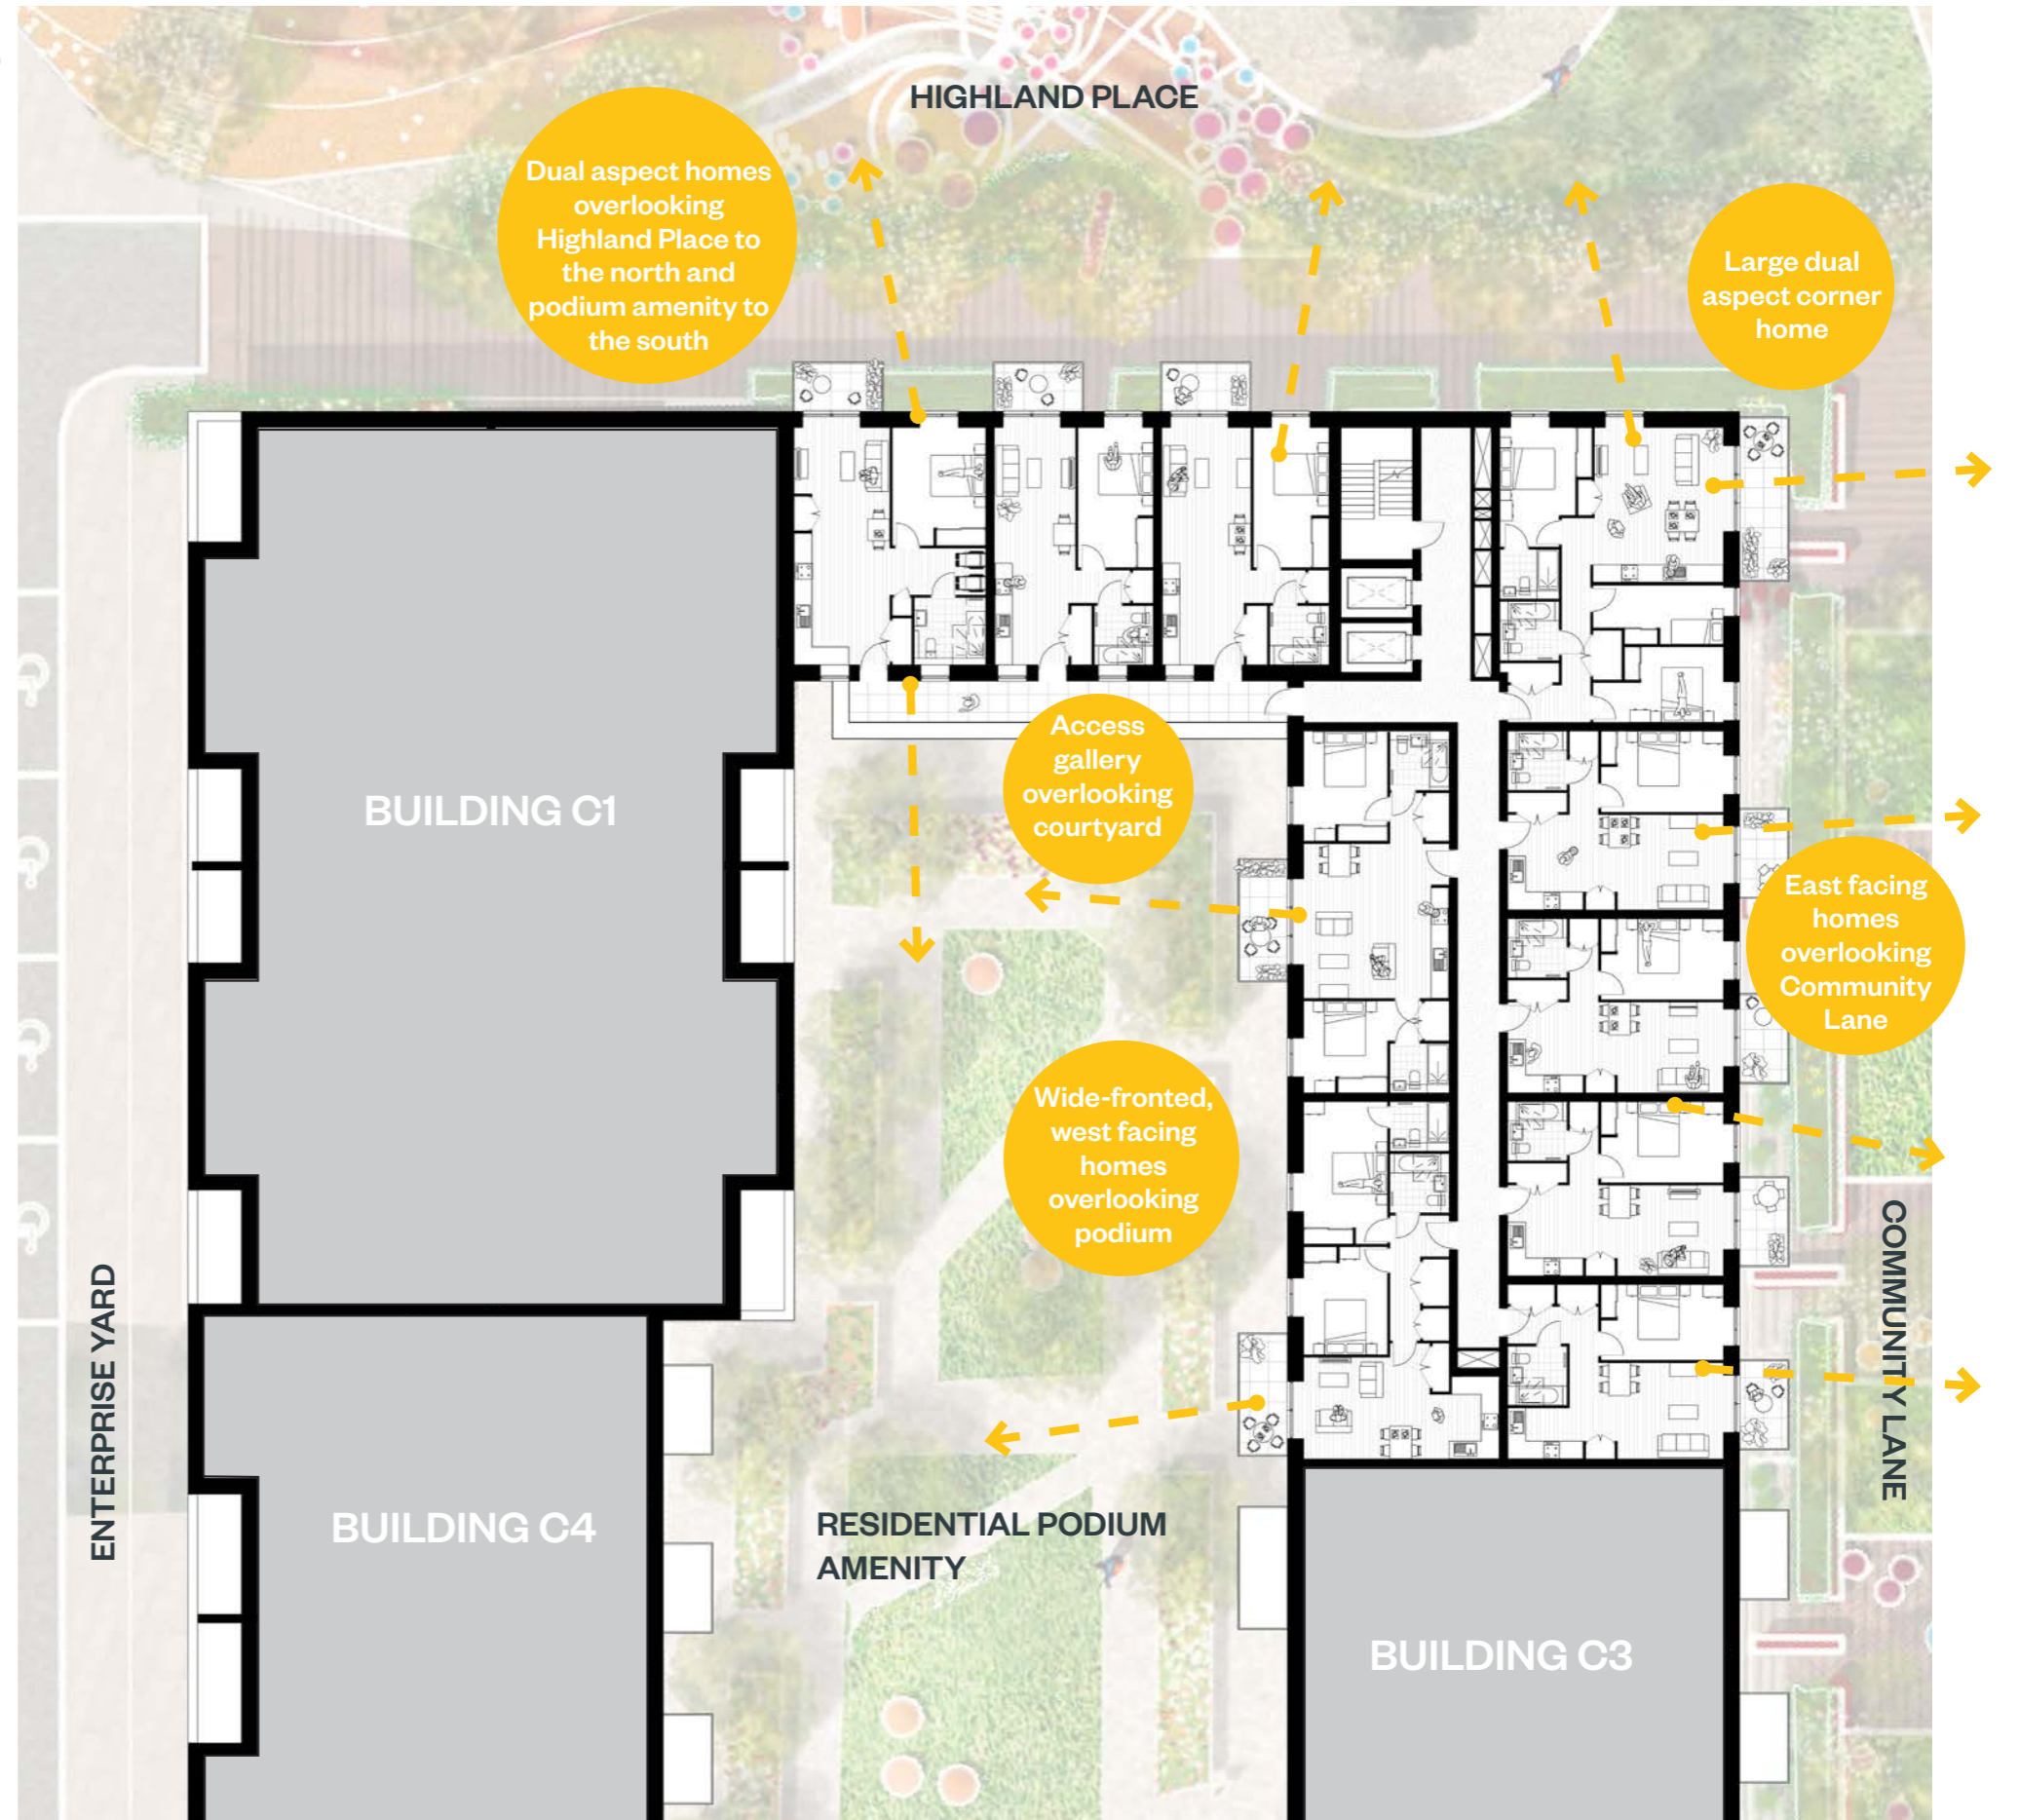 HIGHLAND PLACE
Dual aspect homes
overlooking
Highland Place to
the north and
podium amenity to
the south
Large dual
aspect corner
home
Access
gallery
overlooking
courtyard
BUILDING C1
East facing
homes
overlooking
Community
Lane
Wide-fronted,
west facing
homes
overlooking
podium
COMMUNITY LANE
ENTERPRISE YARD
BUILDING C4
RESIDENTIAL PODIUM
AMENITY
BUILDING C3